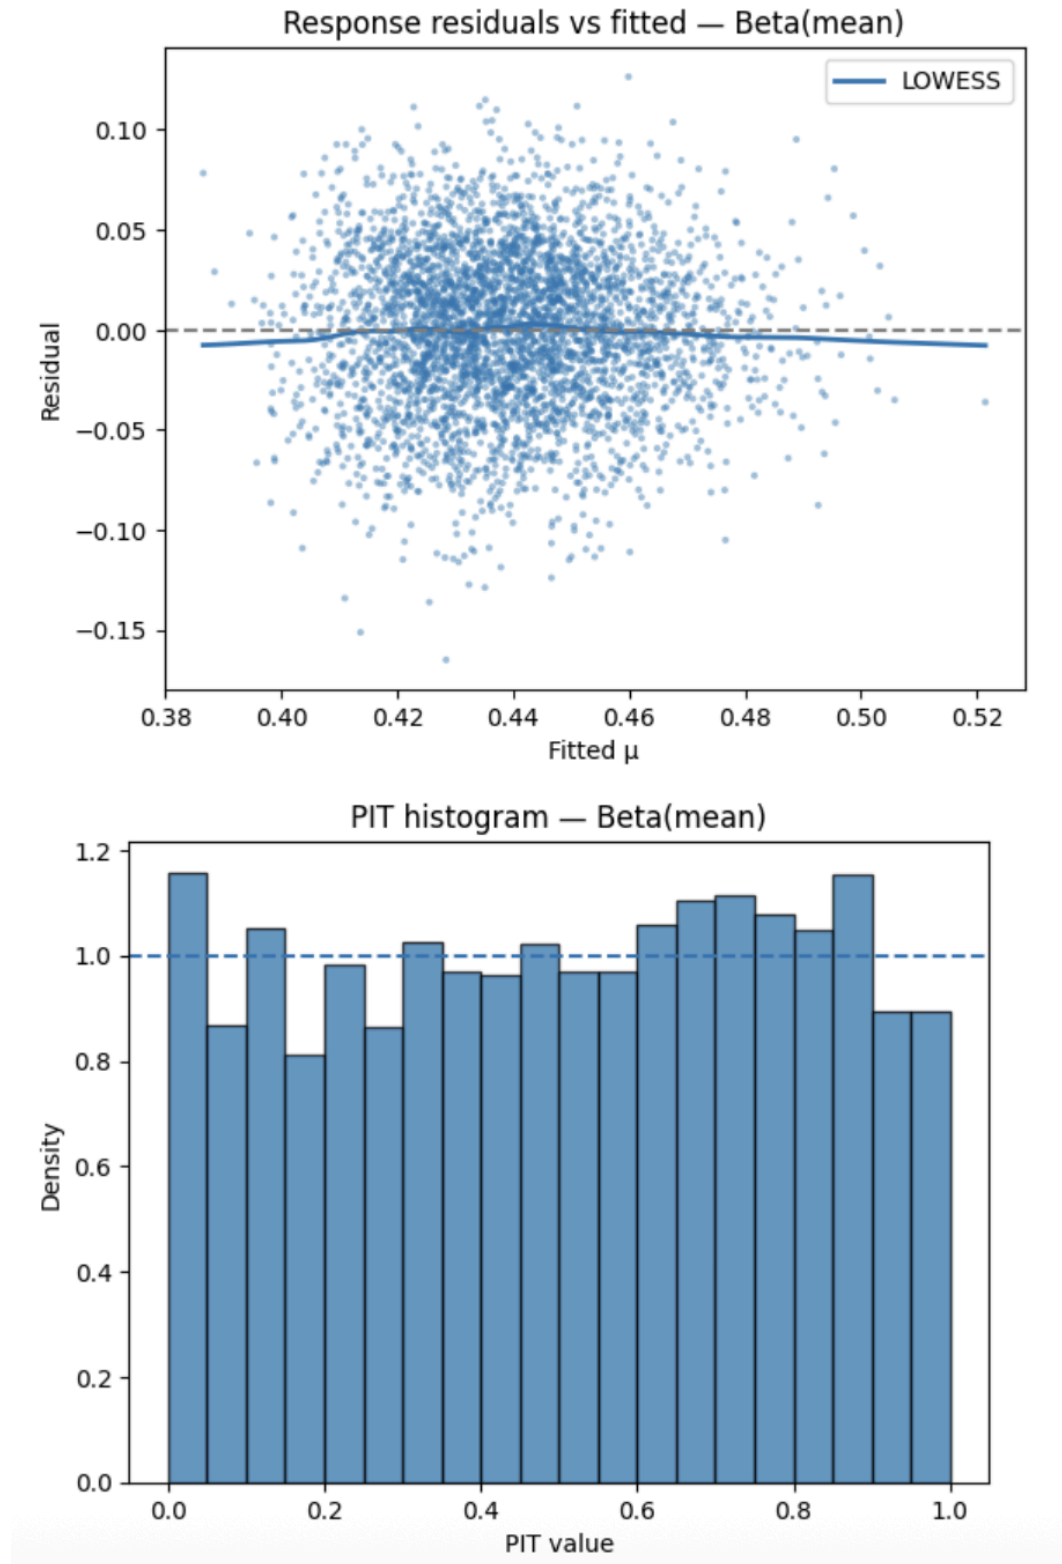 Response residuals vs fitted — Beta(mean)
LOWESS
0.10
0.05
0.00
−0.05
−0.10
−0.15
Residual
0.38 0.40 0.42 0.44 0.46 0.48 0.50 0.52
Fitted μ
PIT histogram — Beta(mean)
1.2
1.0
0.8
0.6
0.4
0.2
0.0
Density
0.0 0.2 0.4 0.6 0.8 1.0
PIT value